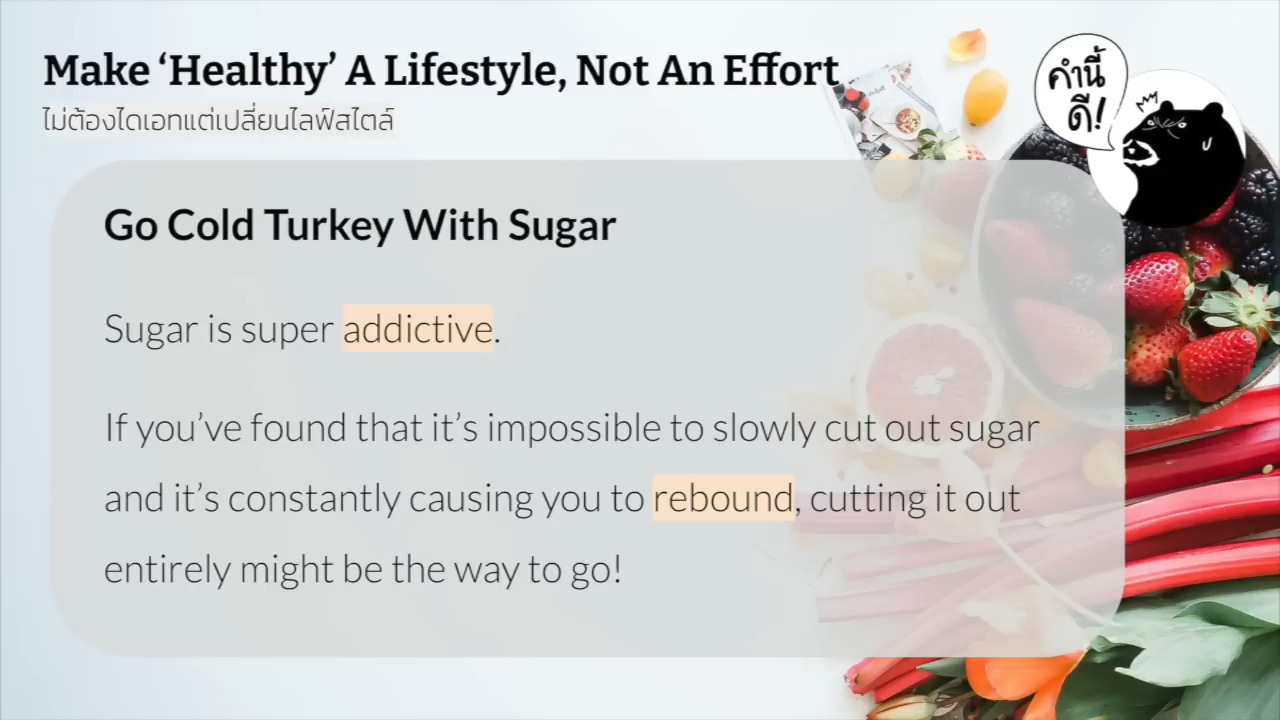 Make ‘Healthy’ A Lifestyle, Not An Effort
ไม่ต้องไดเอทแต่เปลี่ยนไลฟ์สไตล์
คำนี้
ดี!
Go Cold Turkey With Sugar
Sugar is super addictive.
If you’ve found that it’s impossible to slowly cut out sugar
and it’s constantly causing you to rebound, cutting it out
entirely might be the way to go!